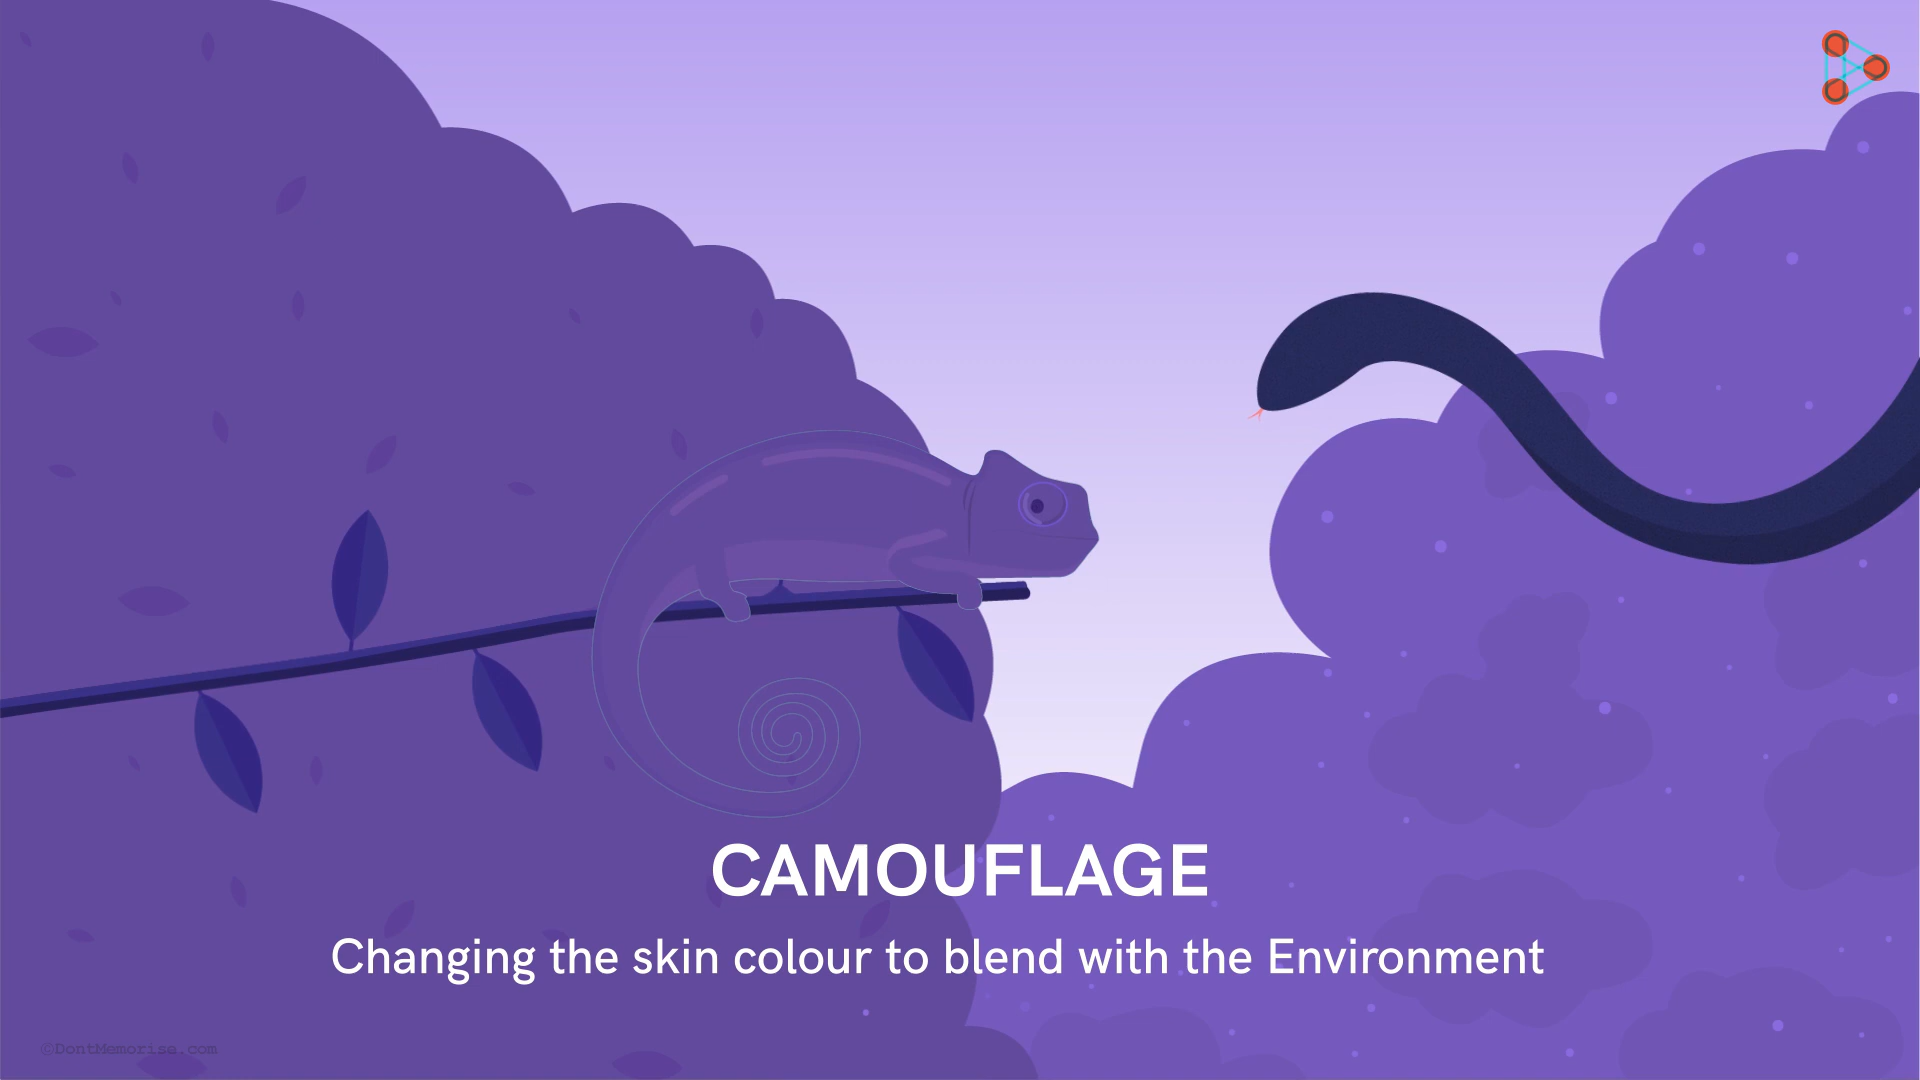 CAMOUFLAGE
Changing the skin colour to blend with the Environment
©DontMemorise.com